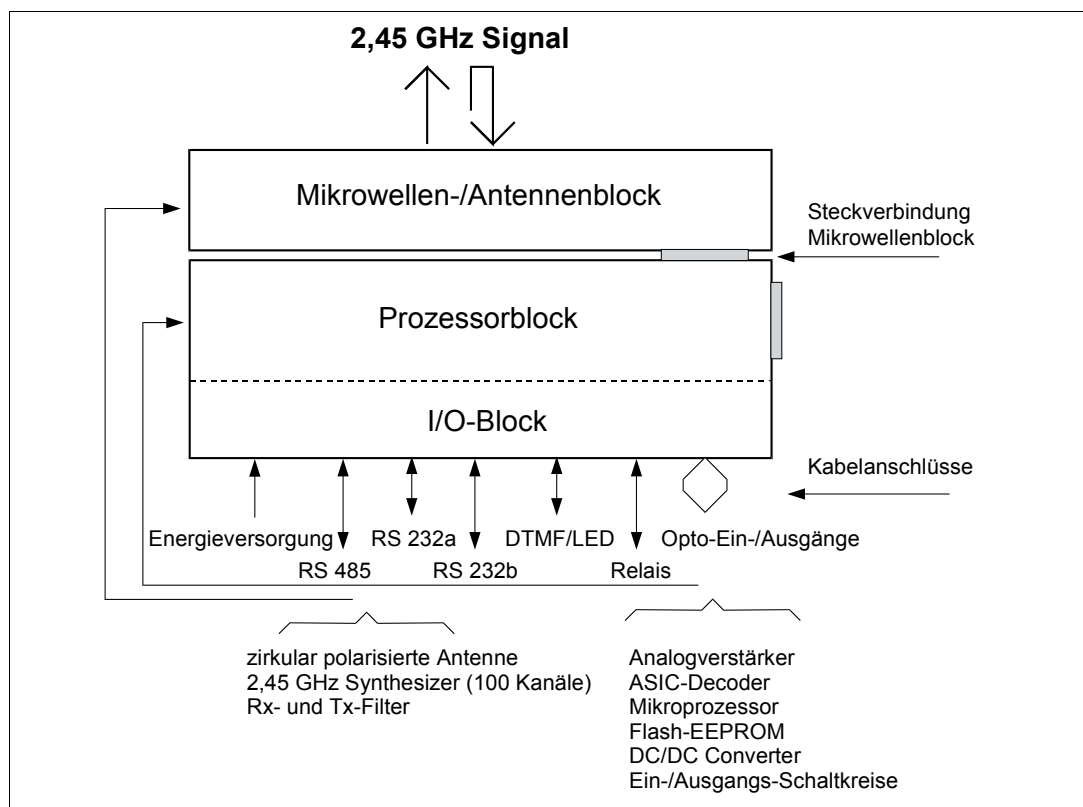 2,45 GHz Signal
Mikrowellen-/Antennenblock
Steckverbindung
Mikrowellenblock
Prozessorblock
I/O-Block
Kabelanschlüsse
Energieversorgung
RS 232a
DTMF/LED
Opto-Ein-/Ausgänge
RS 485
RS 232b
Relais
zirkular polarisierte Antenne
2,45 GHz Synthesizer (100 Kanäle)
Rx- und Tx-Filter
Analogverstärker
ASIC-Decoder
Mikroprozessor
Flash-EEPROM
DC/DC Converter
Ein-/Ausgangs-Schaltkreise